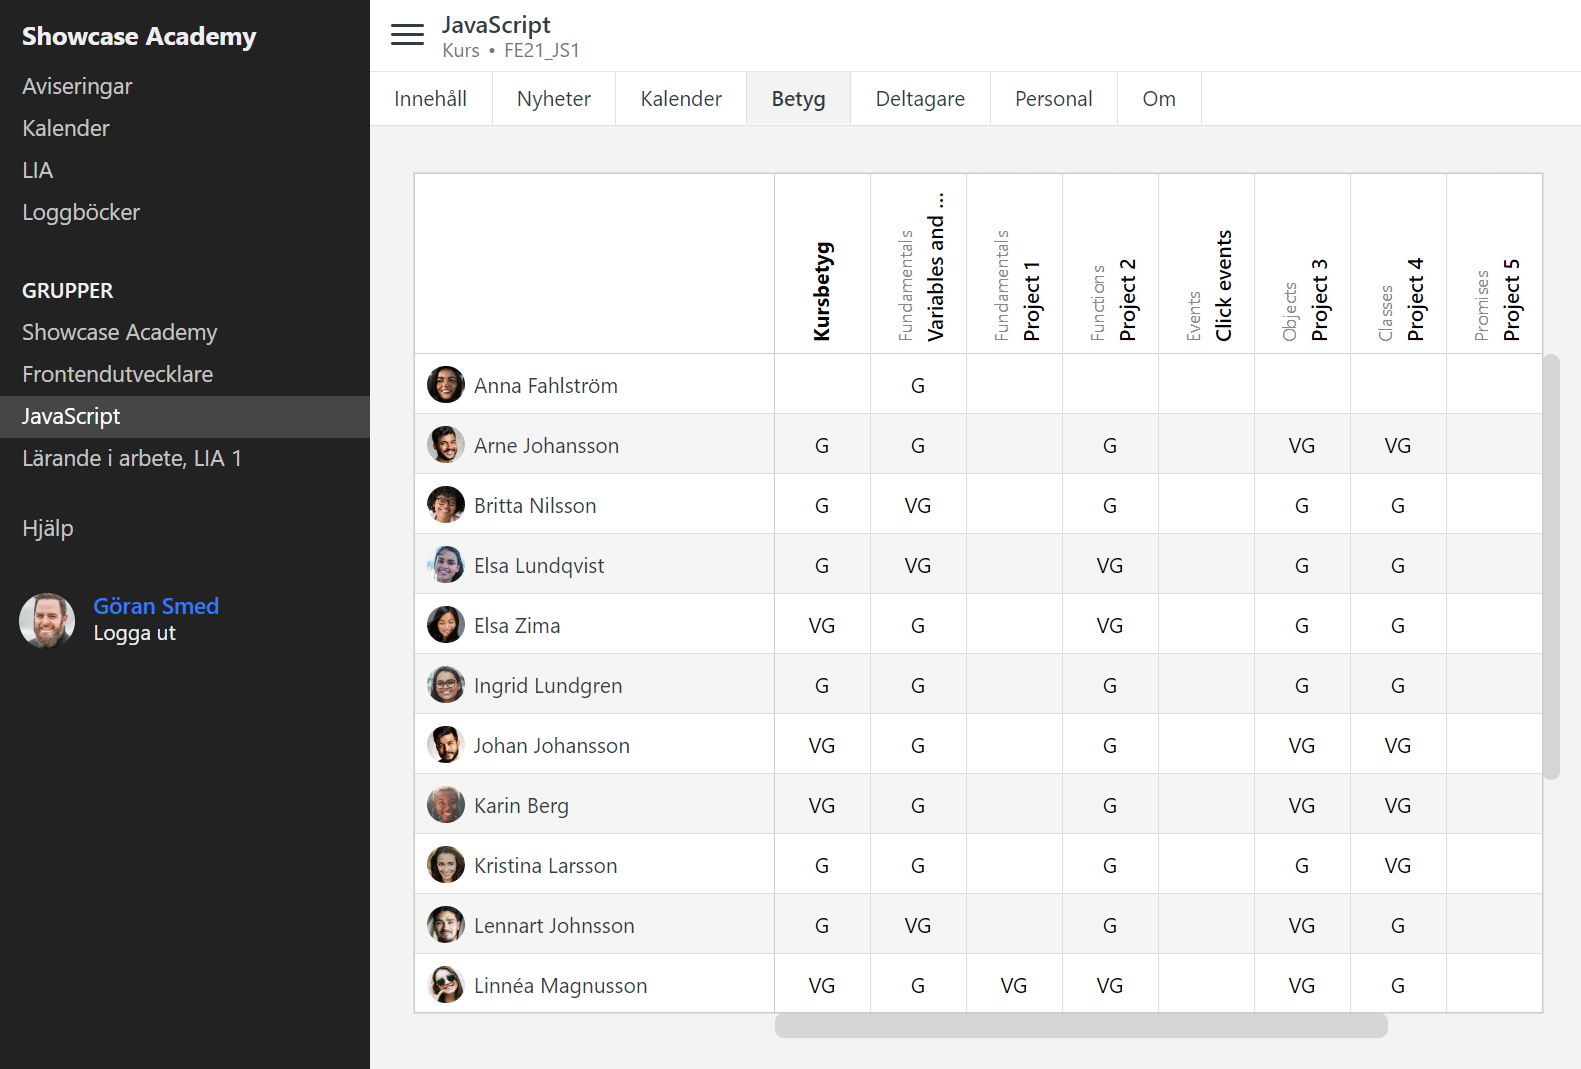 Showcase Academy
Aviseringar
Kalender
LIA
Loggböcker
GRUPPER
Showcase Academy
Frontendutvecklare
JavaScript
Lärande i arbete, LIA 1
Hjälp
Göran Smed
Logga ut
JavaScript
Kurs • FE21_JS1
Innehåll Nyheter Kalender Betyg Deltagare Personal Om
Kursbetyg
Fundamentals
Variables and ...
Fundamentals
Project 1
Functions
Project 2
Events
Click events
Objects
Project 3
Classes
Project 4
Promises
Project 5
Anna Fahlström G
Arne Johansson G G G VG VG
Britta Nilsson G VG G G G
Elsa Lundqvist G VG VG G G
Elsa Zima VG G VG G G
Ingrid Lundgren G G G G G
Johan Johansson VG G G VG VG
Karin Berg VG G G VG VG
Kristina Larsson G G G G VG
Lennart Johnsson G VG G VG G
Linnéa Magnusson VG G VG VG VG G